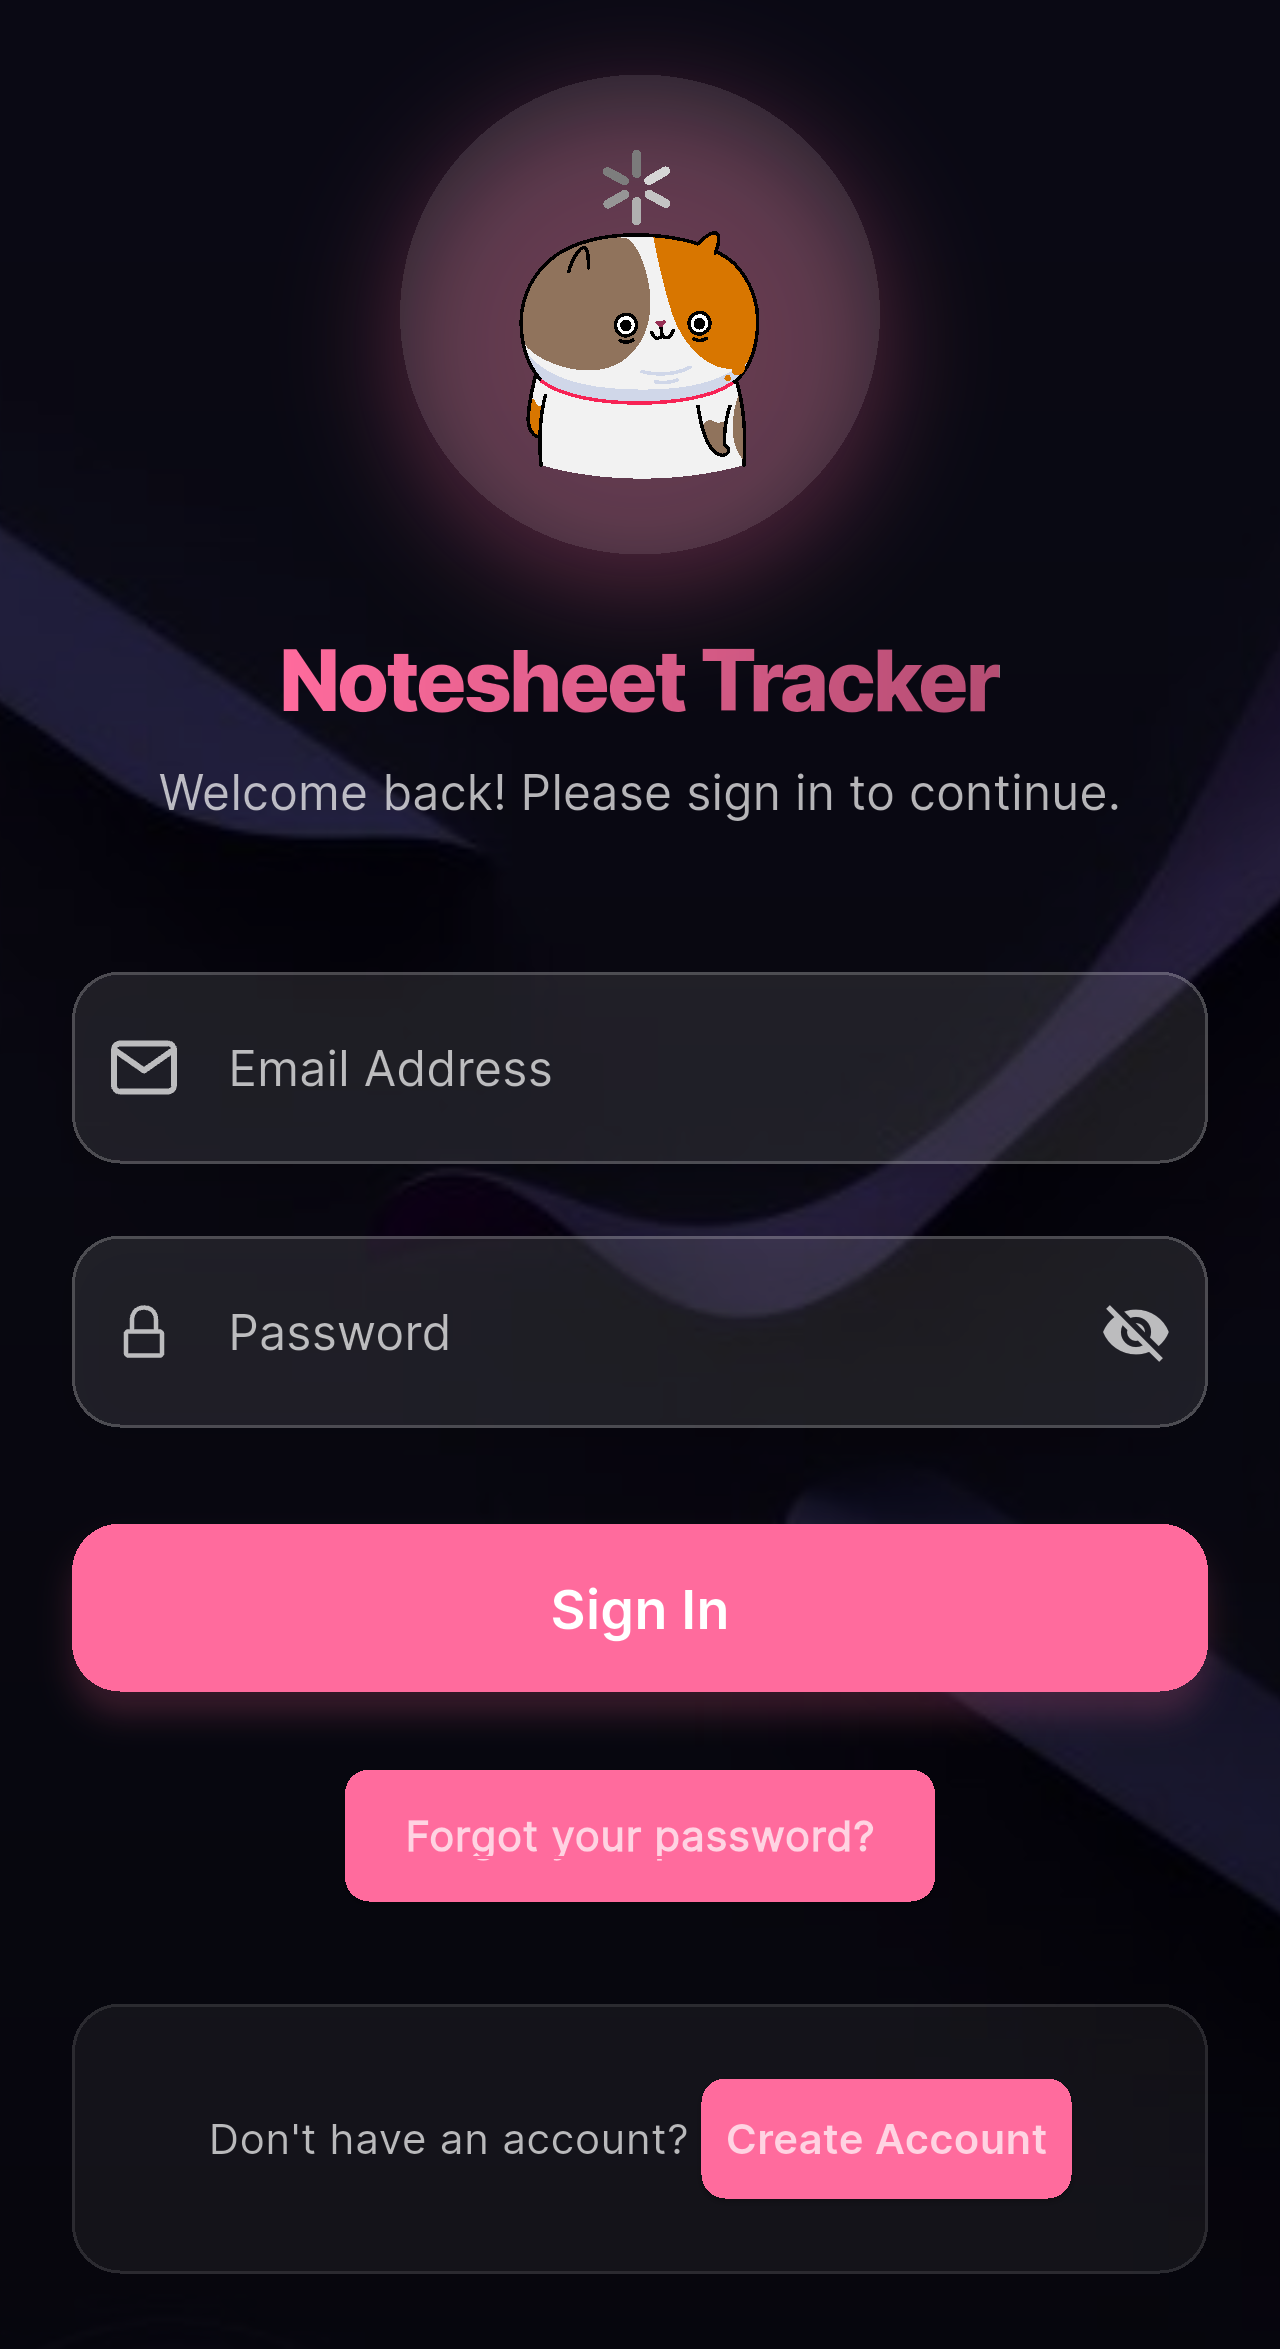 Notesheet Tracker
Welcome back! Please sign in to continue.
Email Address
Password
Sign In
Forgot your password?
Don't have an account? Create Account